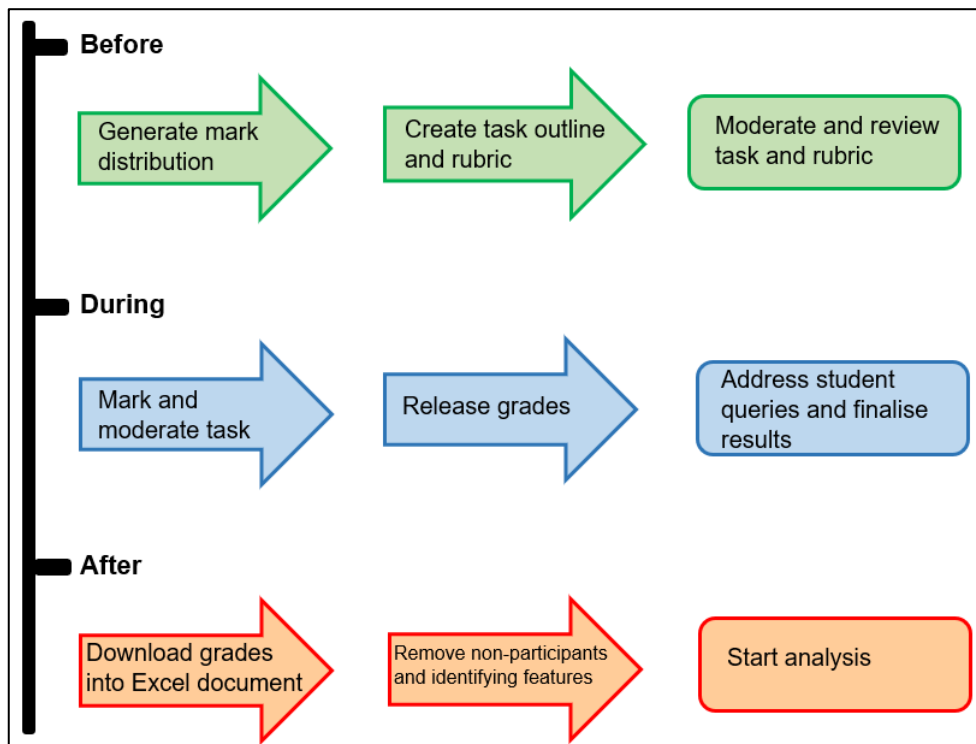 Before
Generate mark
distribution
Create task outline
and rubric
Moderate and review
task and rubric
During
Mark and
moderate task
Release grades
Address student
queries and finalise
results
After
Download grades
into Excel document
Remove non-participants
and identifying features
Start analysis